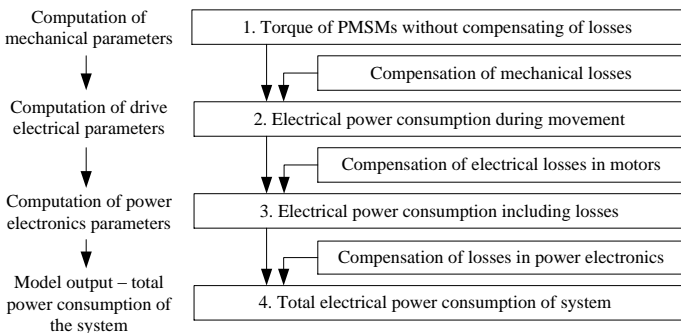 Computation of
mechanical parameters
1. Torque of PMSMs without compensating of losses
Compensation of mechanical losses
Computation of drive
electrical parameters
2. Electrical power consumption during movement
Compensation of electrical losses in motors
Computation of power
electronics parameters
3. Electrical power consumption including losses
Compensation of losses in power electronics
Model output – total
power consumption of
the system
4. Total electrical power consumption of system